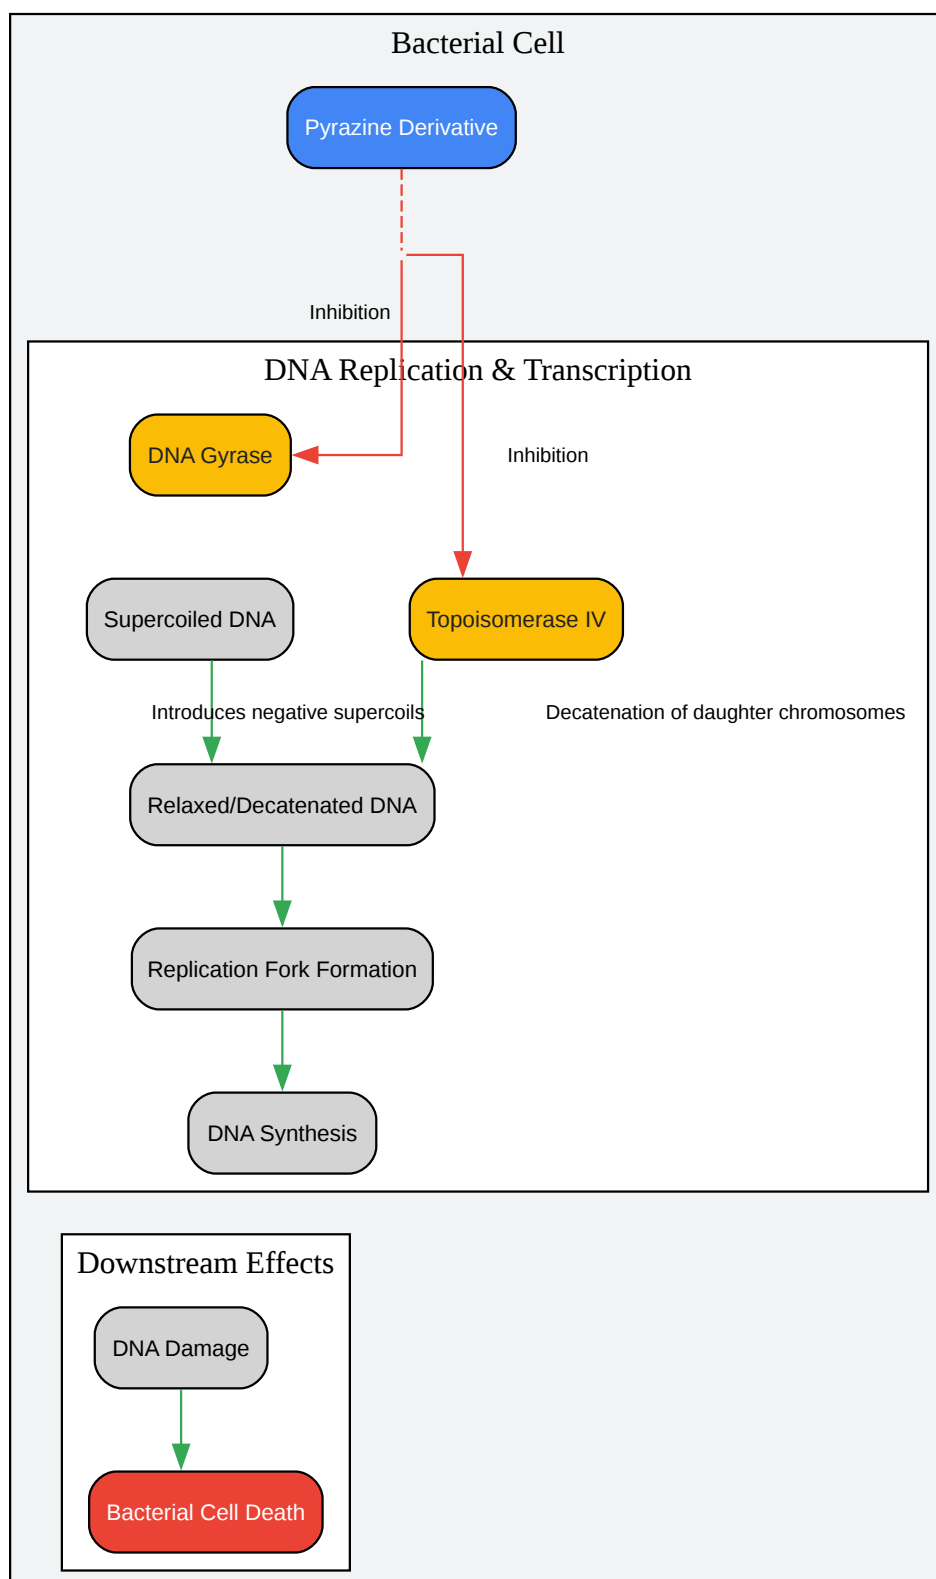 Bacterial Cell
Pyrazine Derivative
Inhibition
DNA Replication & Transcription
DNA Gyrase
Inhibition
Supercoiled DNA
Topoisomerase IV
Introduces negative supercoils
Decatenation of daughter chromosomes
Relaxed/Decatenated DNA
Replication Fork Formation
DNA Synthesis
Downstream Effects
DNA Damage
Bacterial Cell Death